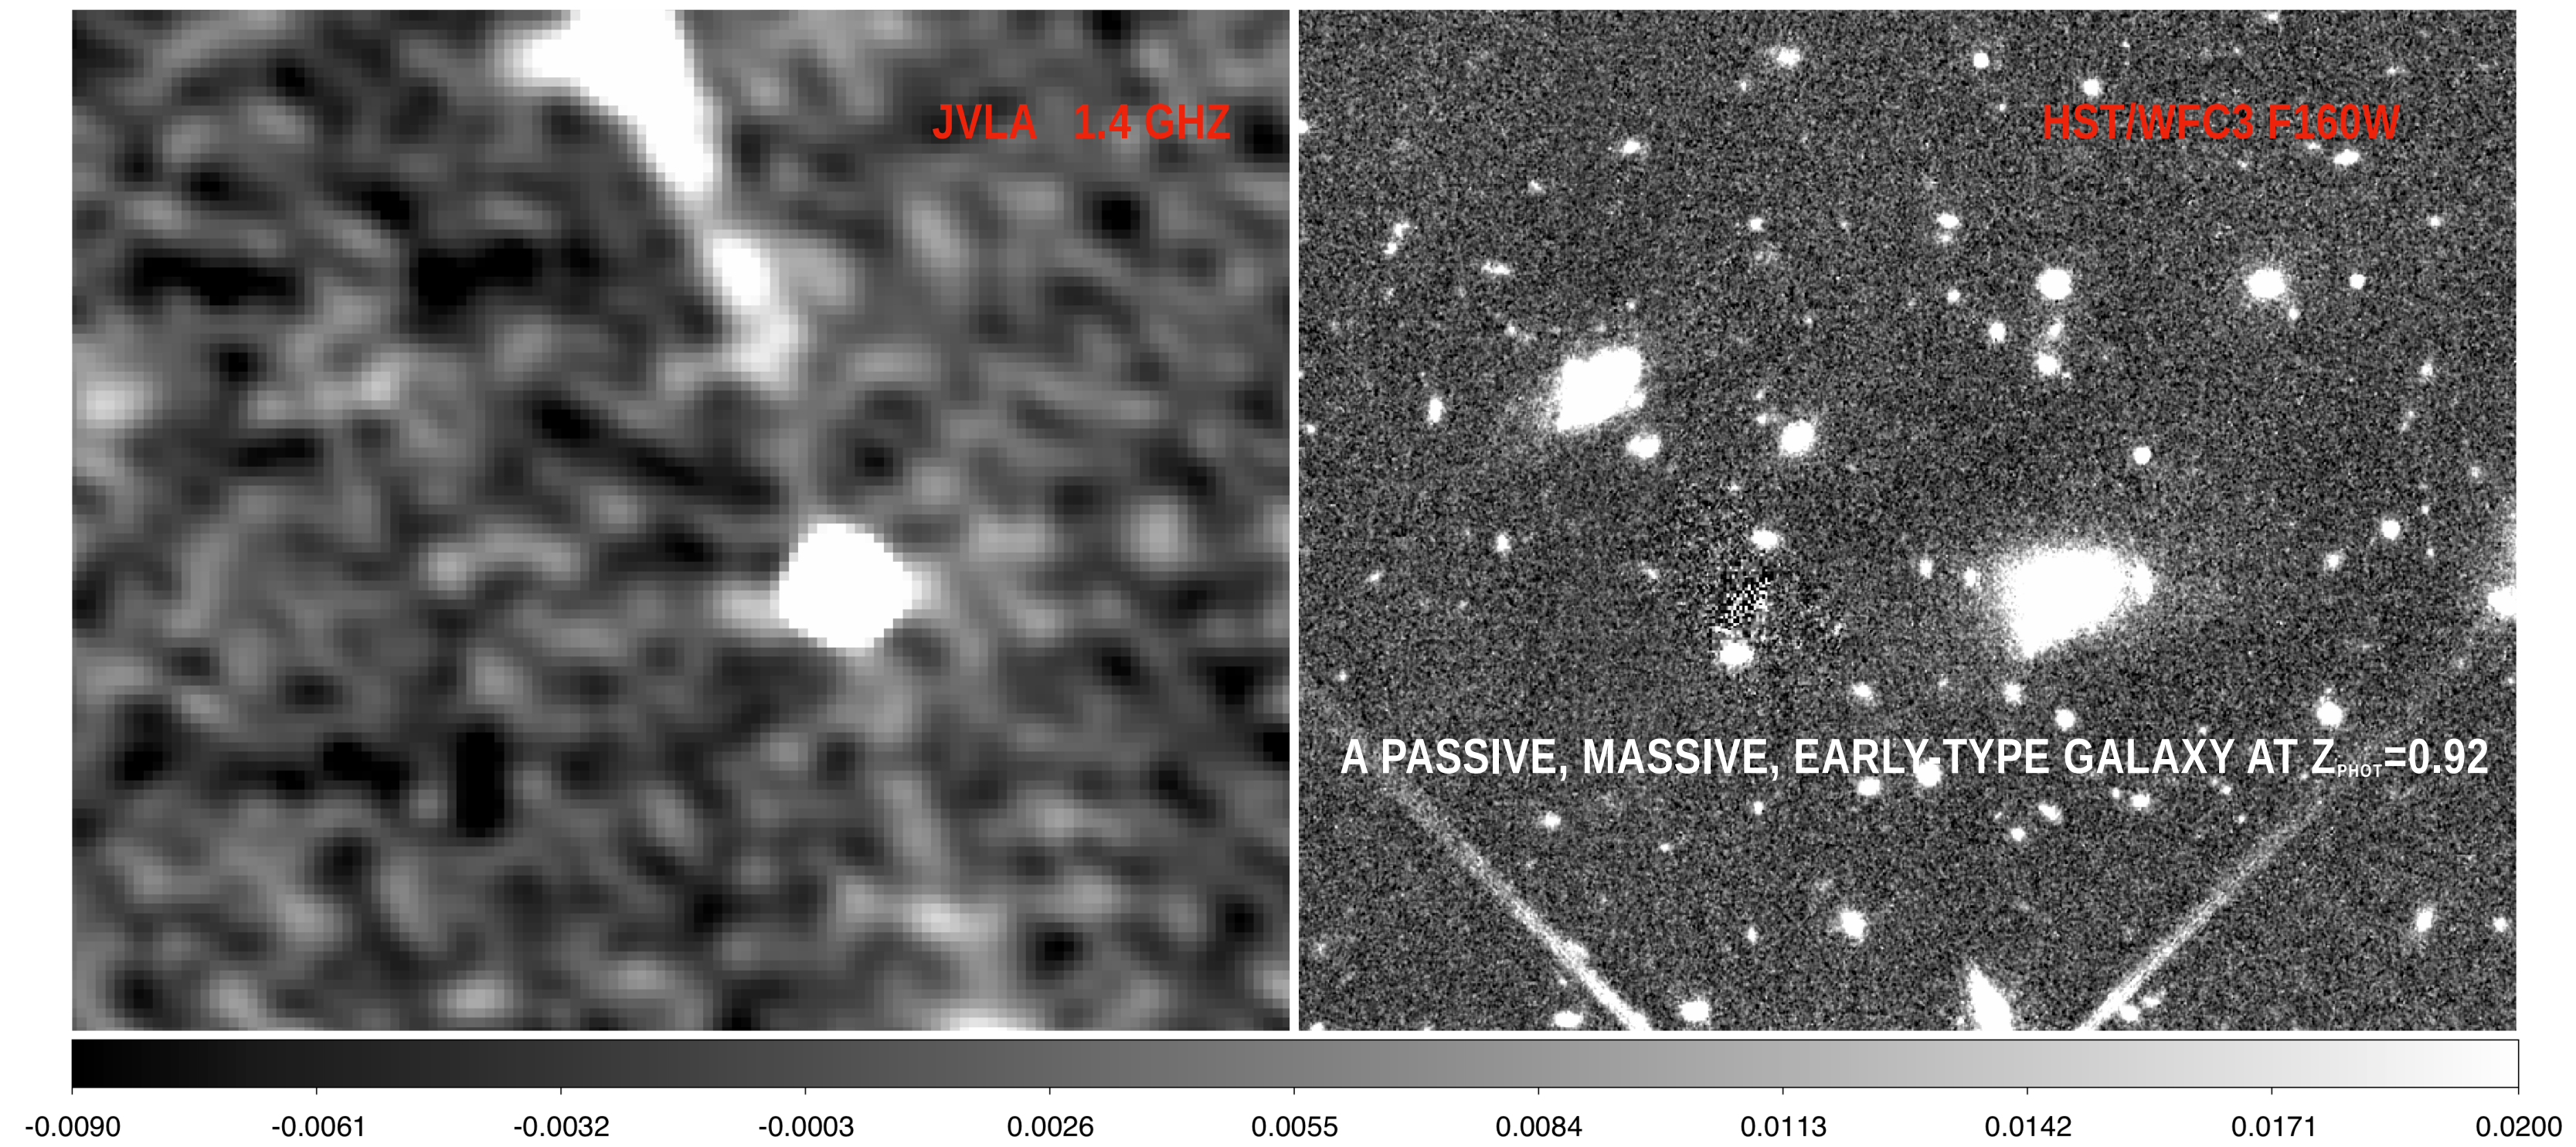 JVLA 1.4 GHZ
HST/WFC3 F160W
A PASSIVE, MASSIVE, EARLY-TYPE GALAXY AT ZPHOT=0.92
-0.0090 -0.0061 -0.0032 -0.0003 0.0026 0.0055 0.0084 0.0113 0.0142 0.0171 0.0200